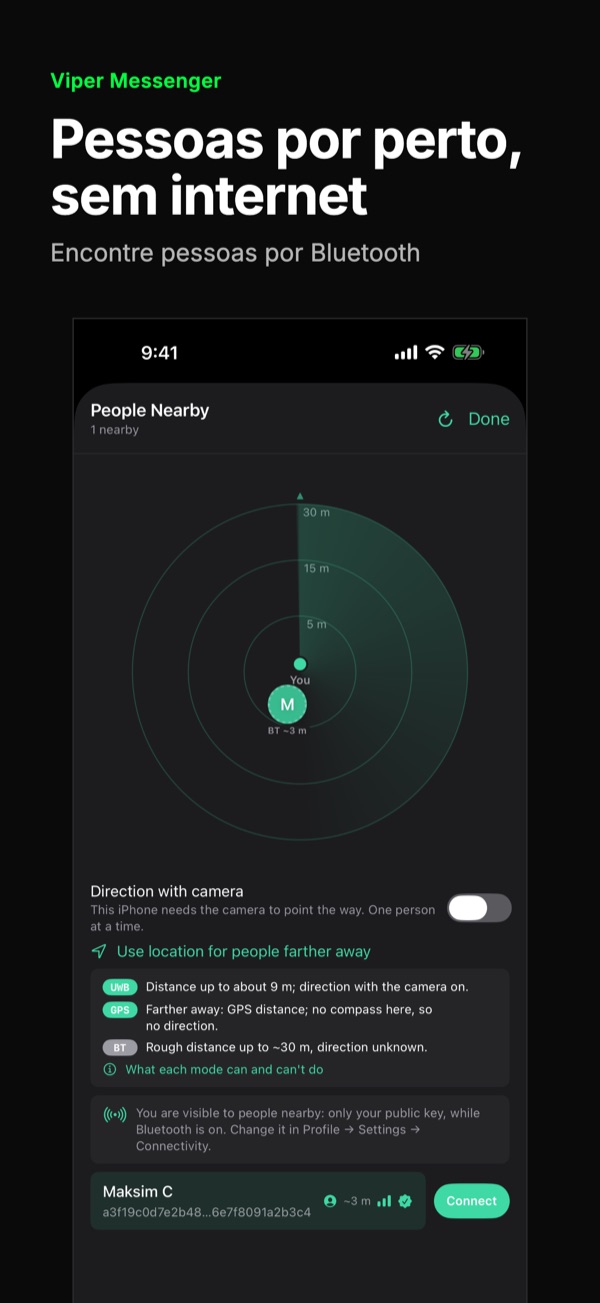 Viper Messenger
Pessoas por perto,
sem internet
Encontre pessoas por Bluetooth
9:41
People Nearby
1 nearby
Done
30 m
15 m
5 m
You
M
BT ~3 m
Direction with camera
This iPhone needs the camera to point the way. One person
at a time.
Use location for people farther away
UWB Distance up to about 9 m; direction with the camera on.
GPS Farther away: GPS distance; no compass here, so
no direction.
BT Rough distance up to ~30 m, direction unknown.
What each mode can and can't do
You are visible to people nearby: only your public key, while
Bluetooth is on. Change it in Profile → Settings →
Connectivity.
Maksim C
a3f19c0d7e2b48...6e7f8091a2b3c4
~3 m
Connect